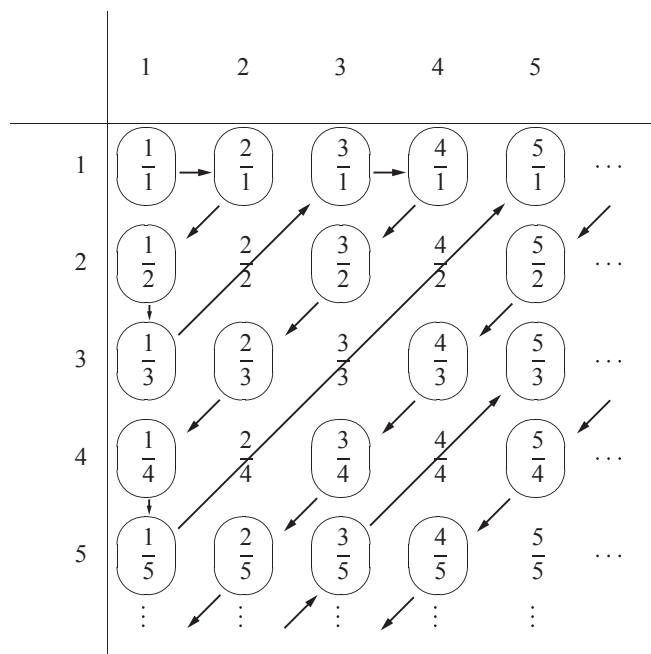 1 2 3 4 5
1 1/1 2/1 3/1 4/1 5/1 ···
2 1/2 2/2 3/2 4/2 5/2 ···
3 1/3 2/3 3/3 4/3 5/3 ···
4 1/4 2/4 3/4 4/4 5/4 ···
5 1/5 2/5 3/5 4/5 5/5 ···
⋮ ⋮ ⋮ ⋮ ⋮